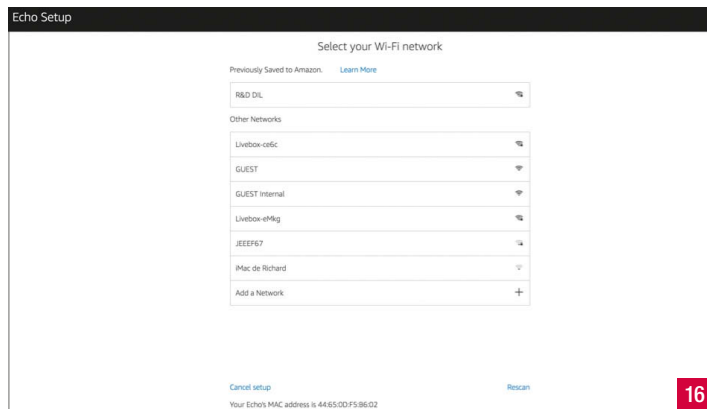 Echo Setup
Select your Wi-Fi network
Previously Saved to Amazon. Learn More
R&D DIL
Other Networks
Livebox-ce6c
GUEST
GUEST Internal
Livebox-eMkg
JEEEF67
iMac de Richard
Add a Network +
Cancel setup Rescan
Your Echo's MAC address is 44:65:0D:F5:86:02
16